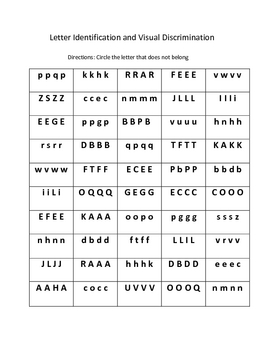 Letter Identification and Visual Discrimination
Directions: Circle the letter that does not belong
p p q p k k h k R R A R F E E E v w v v
Z S Z Z c c e c n m m m J L L L I I l i
E E G E p p g p B B P B v u u u h n h h
r s r r D B B B q p q q T F T T K A K K
w v w w F T F F E C E E P b P P b b d b
i i L i O Q Q Q G E G G E C C C C O O O
E F E E K A A A o o p o p g g g s s s z
n h n n d b d d f t f f L L I L v r v v
J L J J R A A A h h h k D B D D e e e c
A A H A c o c c U V V V O O O Q n m n n